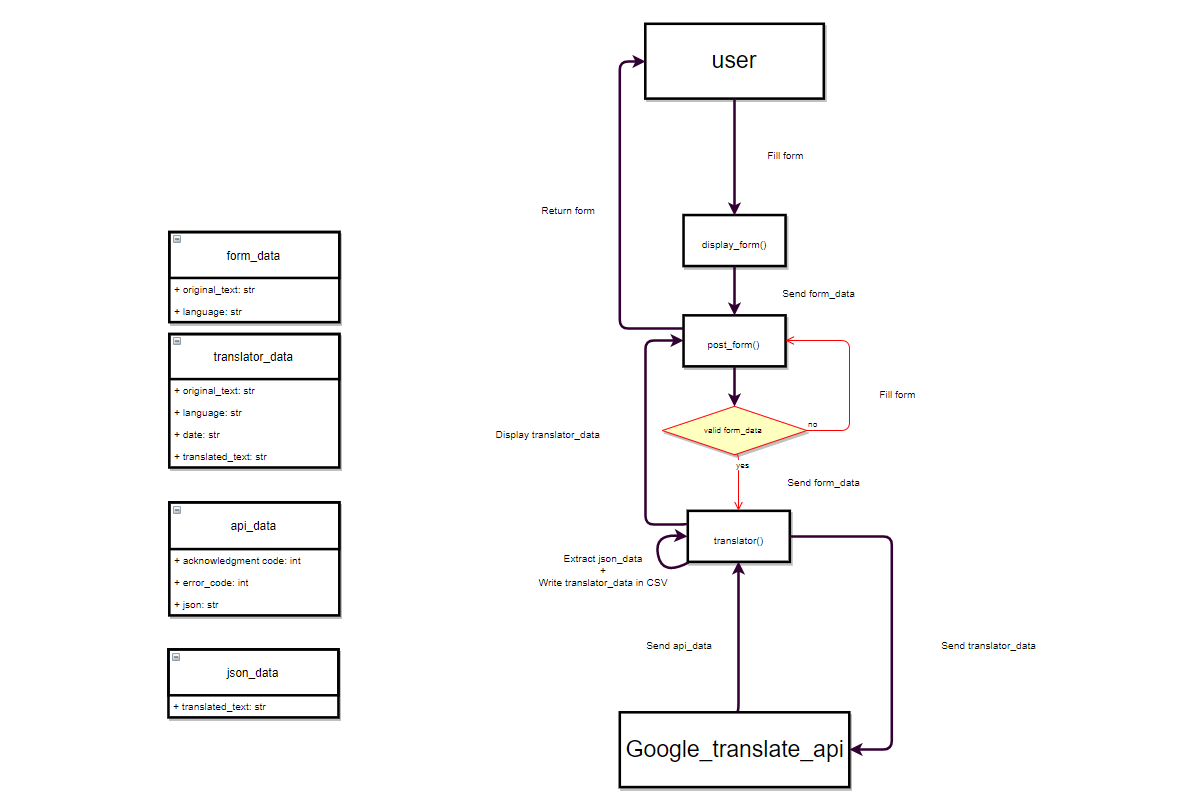 user
Fill form
Return form
display_form()
form_data
+ original_text: str
+ language: str
Send form_data
post_form()
translator_data
+ original_text: str
+ language: str
+ date: str
+ translated_text: str
Fill form
no
valid form_data
Display translator_data
yes
Send form_data
api_data
+ acknowledgment code: int
+ error_code: int
+ json: str
translator()
Extract json_data
+
Write translator_data in CSV
Send api_data
Send translator_data
json_data
+ translated_text: str
Google_translate_api